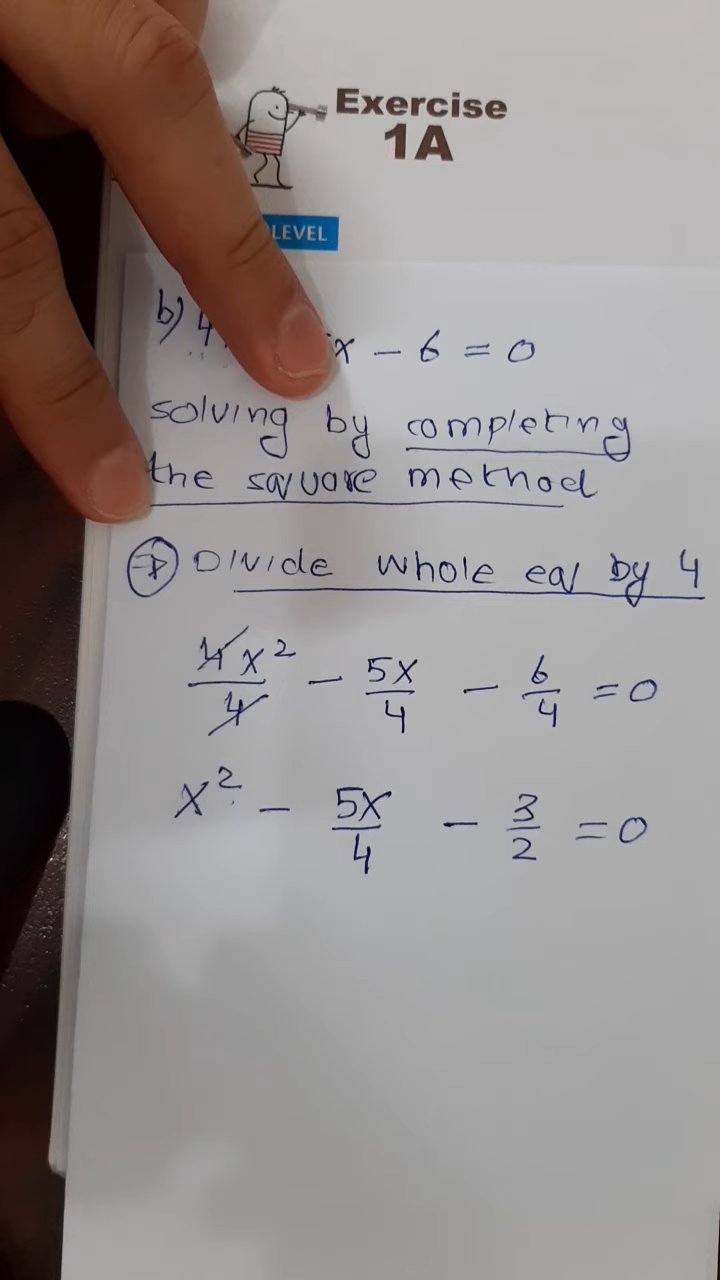 Exercise
1A
LEVEL
b) 4 x - 6 = 0
solving by completing
the square method
⇒ Divide whole eq by 4
4x²/4 - 5x/4 - 6/4 = 0
x² - 5x/4 - 3/2 = 0